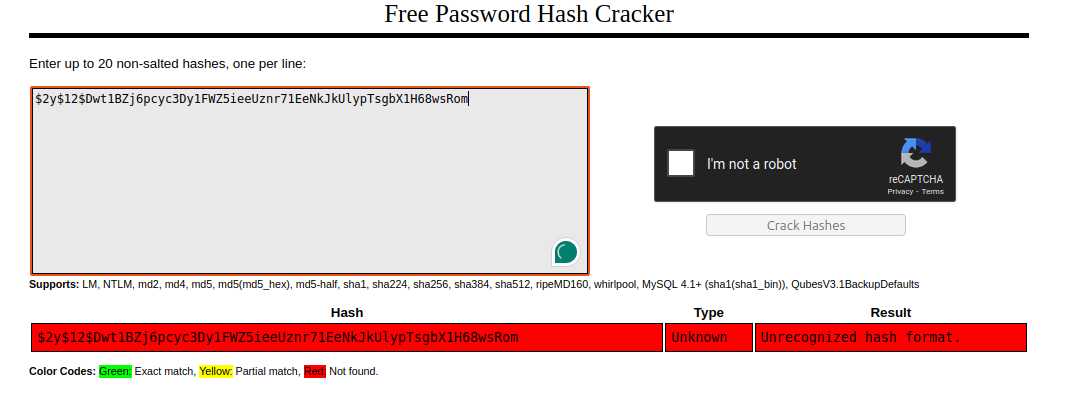 Free Password Hash Cracker
Enter up to 20 non-salted hashes, one per line:
$2y$12$Dwt1BZj6pcyc3Dy1FWZ5ieeUznr71EeNkJkUlypTsgbX1H68wsRom
I'm not a robot
reCAPTCHA
Privacy - Terms
Crack Hashes
Supports: LM, NTLM, md2, md4, md5, md5(md5_hex), md5-half, sha1, sha224, sha256, sha384, sha512, ripeMD160, whirlpool, MySQL 4.1+ (sha1(sha1_bin)), QubesV3.1BackupDefaults
Hash Type Result
$2y$12$Dwt1BZj6pcyc3Dy1FWZ5ieeUznr71EeNkJkUlypTsgbX1H68wsRom Unknown Unrecognized hash format.
Color Codes: Green: Exact match, Yellow: Partial match, Red: Not found.